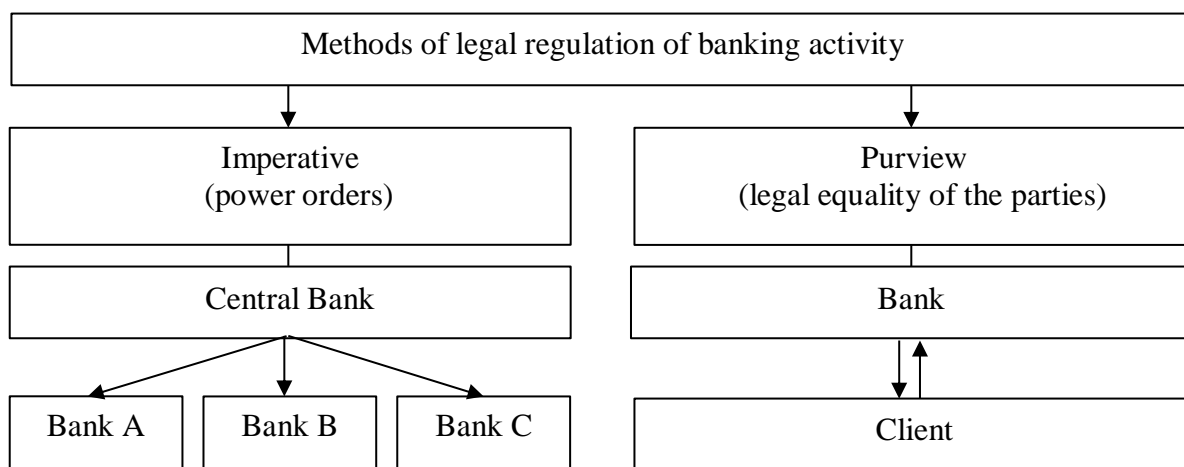 Methods of legal regulation of banking activity
Imperative
(power orders)
Purview
(legal equality of the parties)
Central Bank
Bank
Bank A
Bank B
Bank C
Client